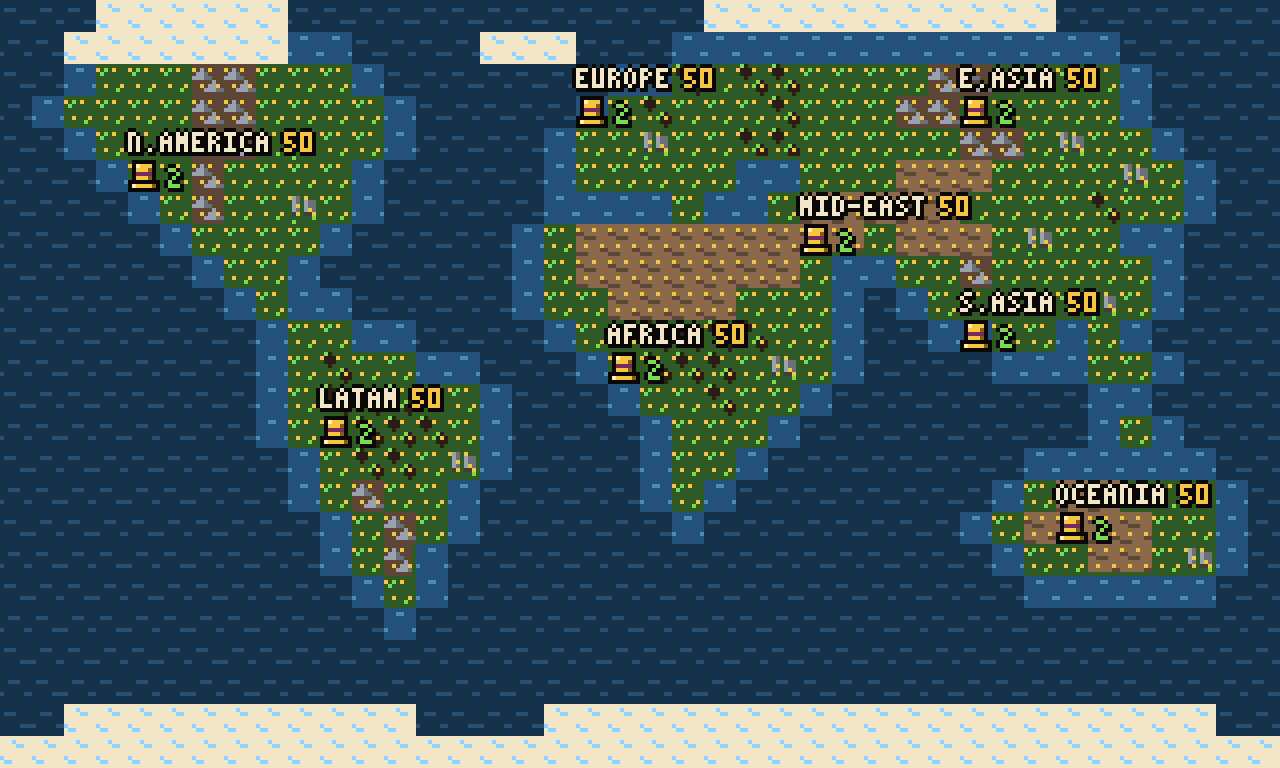 EUROPE 50
2
E.ASIA 50
2
N.AMERICA 50
2
MID-EAST 50
2
S.ASIA 50
2
AFRICA 50
2
LATAM 50
2
OCEANIA 50
2